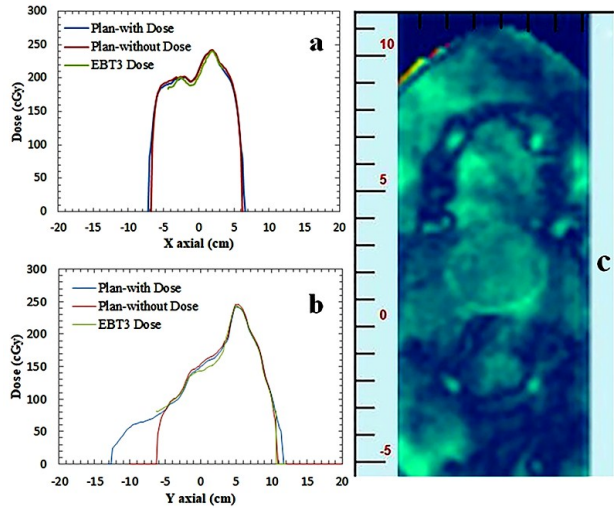 300
250
200
150
100
50
0
Dose (cGy)
Plan-with Dose
Plan-without Dose
EBT3 Dose
a
-20 -15 -10 -5 0 5 10 15 20
X axial (cm)
300
250
200
150
100
50
0
Dose (cGy)
Plan-with Dose
Plan-without Dose
EBT3 Dose
b
-20 -15 -10 -5 0 5 10 15 20
Y axial (cm)
10
5
0
-5
c